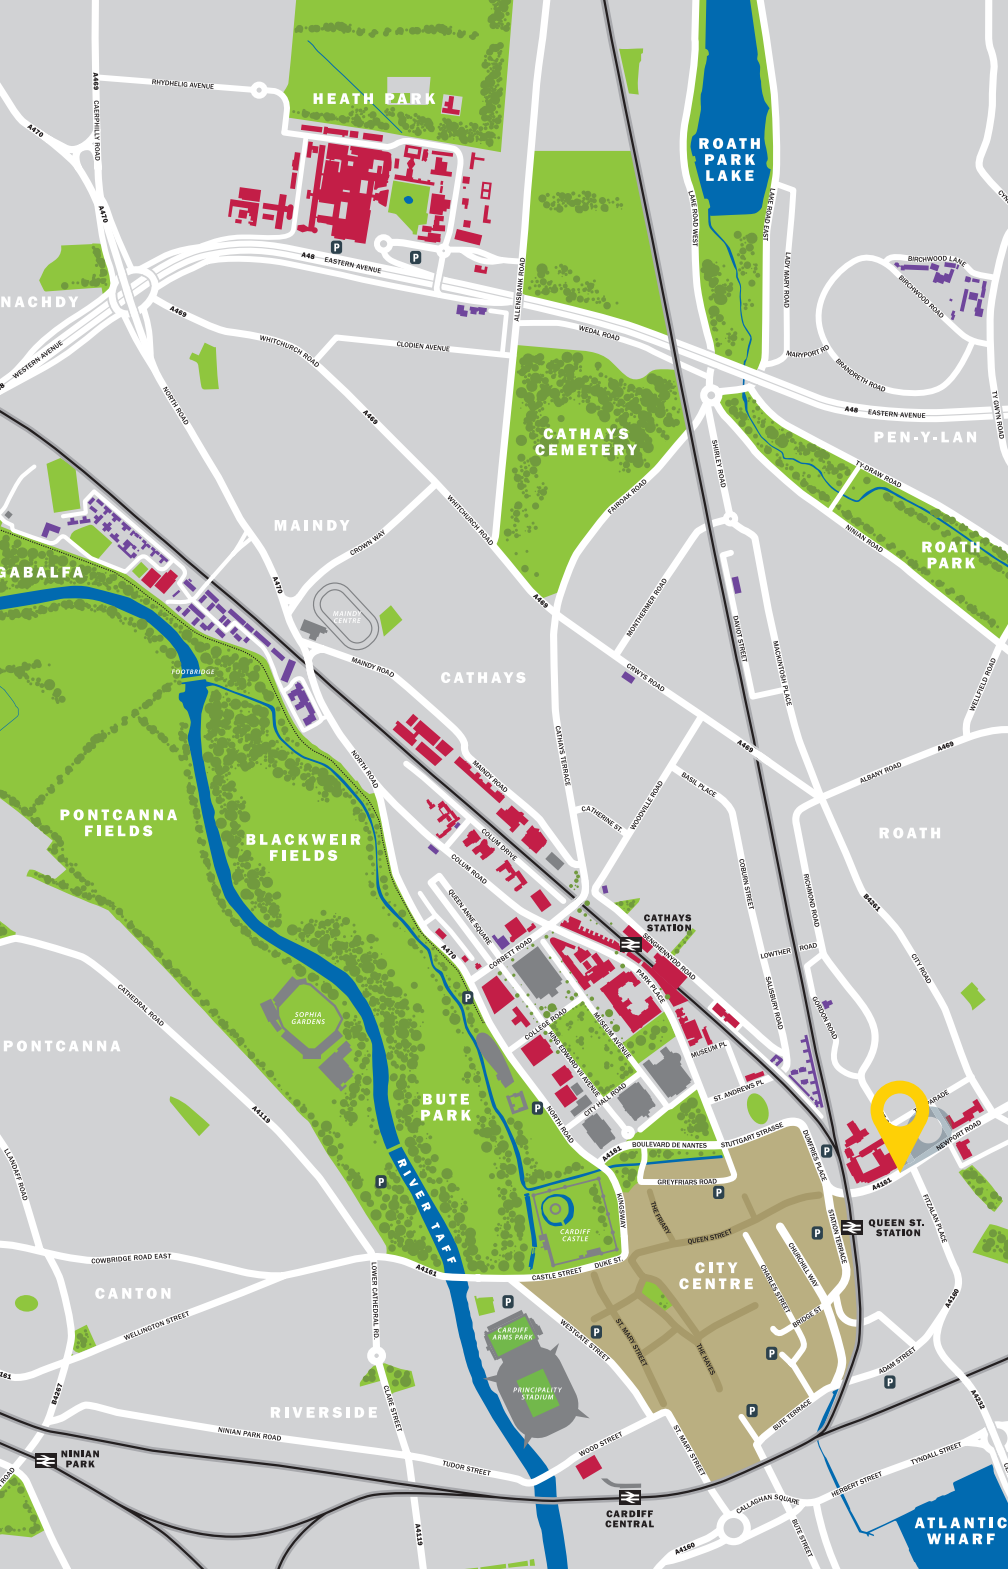 A469
CAERPHILLY ROAD
RHYDHELIG AVENUE
HEATH PARK
A470
ROATH
PARK
LAKE
LAKE ROAD WEST
LAKE ROAD EAST
LADY MARY ROAD
A470
P
P
A48
EASTERN AVENUE
ALLENSBANK ROAD
BIRCHWOOD LANE
BIRCHWOOD ROAD
NACHDY
WESTERN AVENUE
A469
WHITCHURCH ROAD
CLODIEN AVENUE
WEDAL ROAD
MARYPORT RD
BRANDRETH ROAD
TY GWYN ROAD
A48
EASTERN AVENUE
PEN-Y-LAN
NORTH ROAD
A469
CATHAYS
CEMETERY
SHIRLEY ROAD
TY-DRAW ROAD
FAIROAK ROAD
NINIAN ROAD
ROATH
PARK
WHITCHURCH ROAD
MAINDY
CROWN WAY
GABALFA
A470
A469
MAINDY
CENTRE
MONTHERMER ROAD
DAVIOT STREET
MACKINTOSH PLACE
WELLFIELD ROAD
FOOTBRIDGE
MAINDY ROAD
CATHAYS
CRWYS ROAD
A469
A469
ALBANY ROAD
NORTH ROAD
CATHAYS TERRACE
MAINDY ROAD
BASIL PLACE
WOODVILLE ROAD
CATHERINE ST.
PONTCANNA
FIELDS
BLACKWEIR
FIELDS
COLUM DRIVE
COLUM ROAD
ROATH
COBURN STREET
RICHMOND ROAD
B4261
QUEEN ANNE SQUARE
CATHAYS
STATION
SENGHENNYDD ROAD
CORBETT ROAD
A470
LOWTHER ROAD
CITY ROAD
PARK PLACE
SALISBURY ROAD
GORDON ROAD
CATHEDRAL ROAD
P
SOPHIA
GARDENS
COLLEGE ROAD
MUSEUM AVENUE
KING EDWARD VII AVENUE
MUSEUM PL
PONTCANNA
BUTE
PARK
CITY HALL ROAD
ST. ANDREWS PL
P
NORTH ROAD
A4119
PARADE
NEWPORT ROAD
BOULEVARD DE NANTES
STUTTGART STRASSE
DUMFRIES PLACE
P
A4161
LLANDAFF ROAD
RIVER TAFF
P
GREYFRIARS ROAD
P
A4161
KINGSWAY
THE FRIARY
QUEEN STREET
FITZALAN PLACE
STATION TERRACE
P
QUEEN ST.
STATION
CARDIFF
CASTLE
DUKE ST
CASTLE STREET
A4161
COWBRIDGE ROAD EAST
CITY
CENTRE
CHURCHILL WAY
CHARLES STREET
LOWER CATHEDRAL RD.
CANTON
WELLINGTON STREET
P
CARDIFF
ARMS PARK
WESTGATE STREET
P
ST. MARY STREET
THE HAYES
BRIDGE ST
P
A4160
ADAM STREET
P
PRINCIPALITY
STADIUM
A4161
B4267
CLARE STREET
A4232
RIVERSIDE
NINIAN PARK ROAD
P
BUTE TERRACE
WOOD STREET
ST. MARY STREET
TUDOR STREET
NINIAN
PARK
TYNDALL STREET
HERBERT STREET
CALLAGHAN SQUARE
CARDIFF
CENTRAL
A4119
A4160
BUTE STREET
ATLANTIC
WHARF